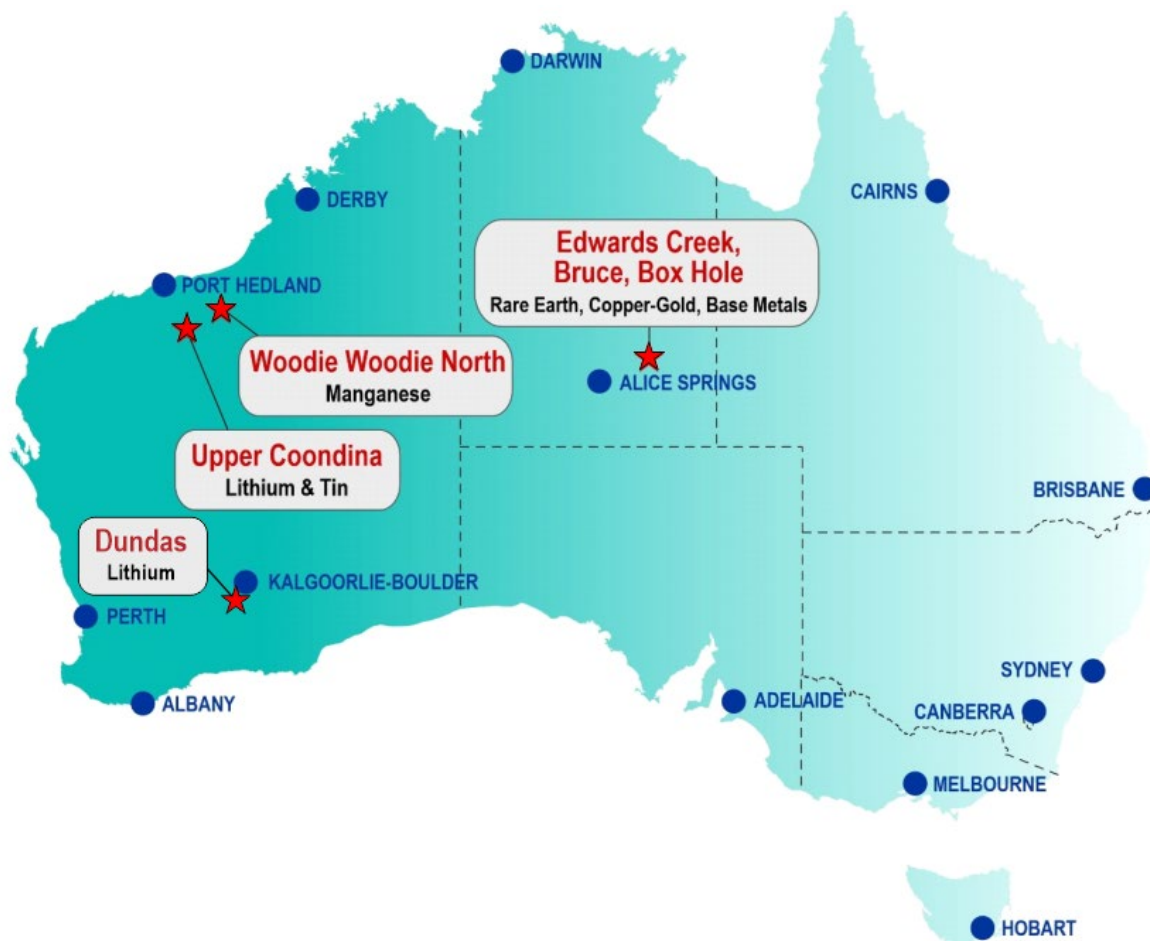 DARWIN
DERBY
CAIRNS
Edwards Creek,
Bruce, Box Hole
Rare Earth, Copper-Gold, Base Metals
PORT HEDLAND
Woodie Woodie North
Manganese
ALICE SPRINGS
Upper Coondina
Lithium & Tin
BRISBANE
Dundas
Lithium
KALGOORLIE-BOULDER
PERTH
SYDNEY
ALBANY
ADELAIDE
CANBERRA
MELBOURNE
HOBART